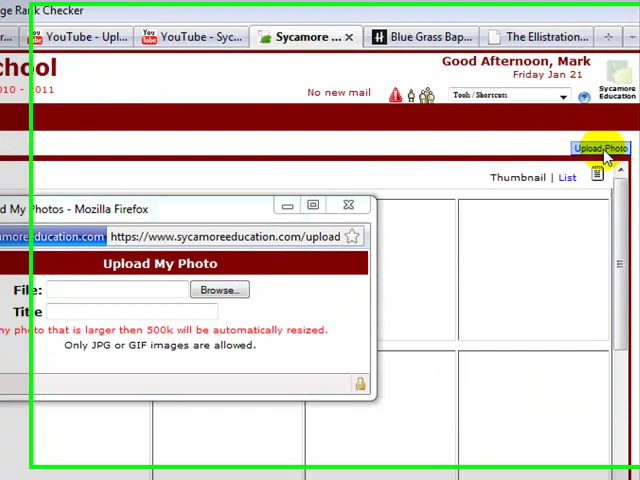 ge Rank Checker
r...
YouTube - Upl...
YouTube - Syc...
Sycamore ...
Blue Grass Bap...
The Ellistration...
chool
010 - 2011
Good Afternoon, Mark
Friday Jan 21
No new mail
Tools / Shortcuts
Sycamore
Education
Upload Photo
Thumbnail | List
d My Photos - Mozilla Firefox
moreeducation.com
https://www.sycamoreeducation.com/upload
Upload My Photo
File:
Browse...
Title
ny photo that is larger then 500k will be automatically resized.
Only JPG or GIF images are allowed.